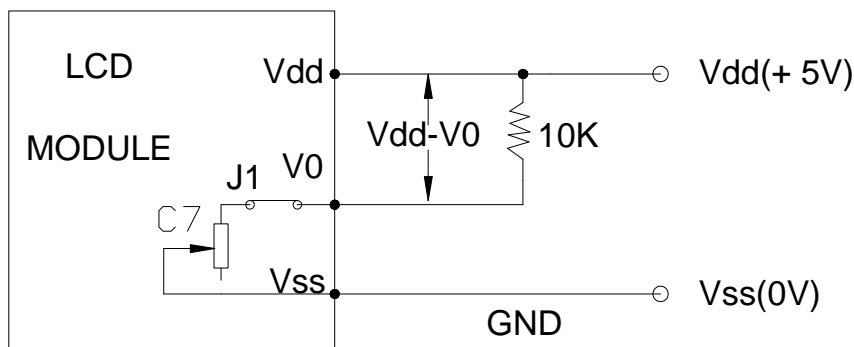 LCD
MODULE
Vdd
Vdd-V0
10K
Vdd(+ 5V)
V0
J1
C7
Vss
GND
Vss(0V)